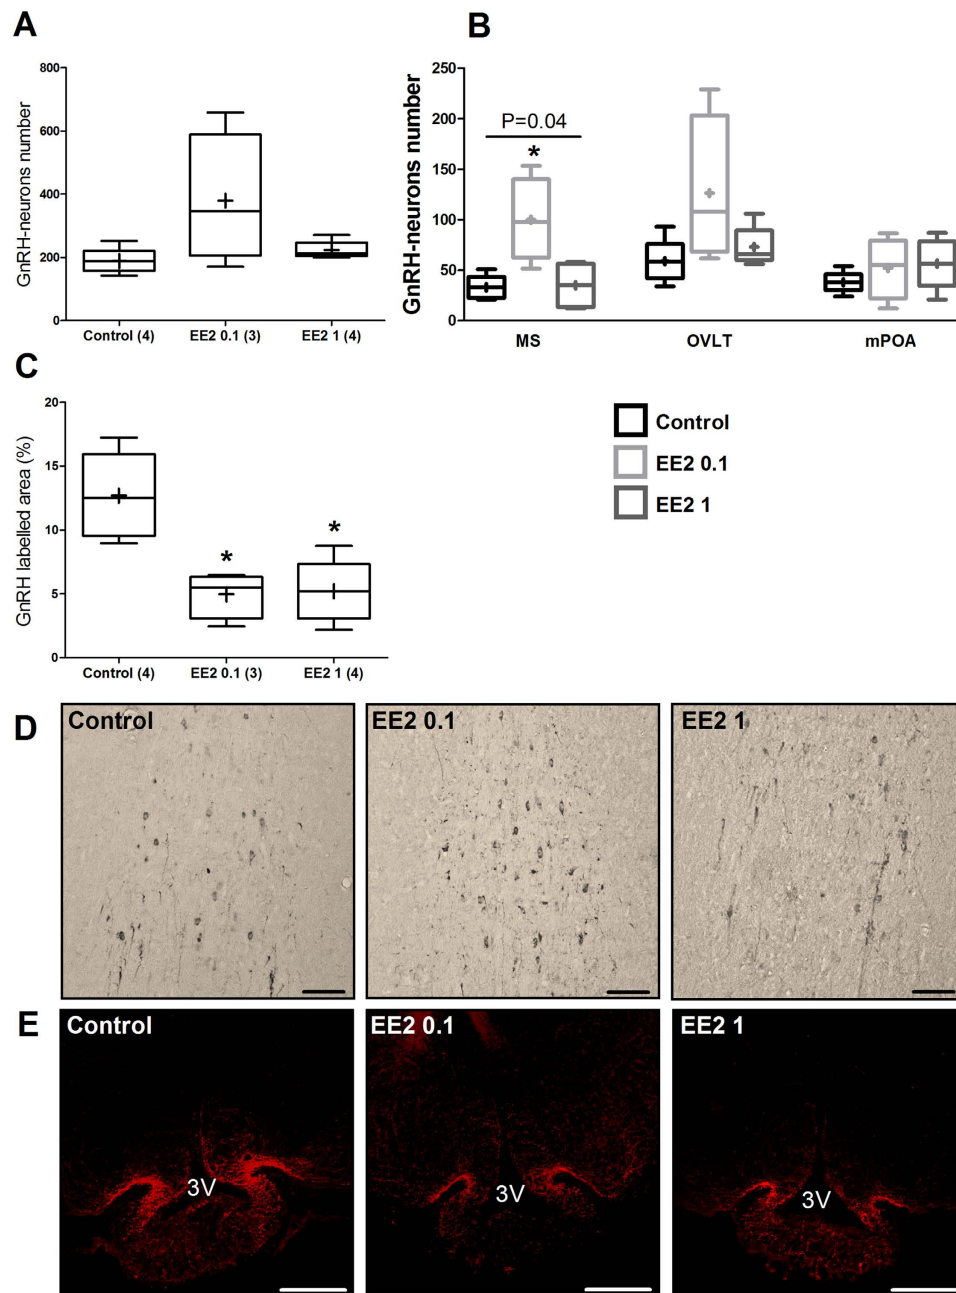 A
GnRH-neurons number
800
600
400
200
0
Control (4)
EE2 0.1 (3)
EE2 1 (4)
B
GnRH-neurons number
250
200
150
100
50
0
P=0.04
*
MS
OVLT
mPOA
Control
EE2 0.1
EE2 1
C
GnRH labelled area (%)
20
15
10
5
0
*
*
Control (4)
EE2 0.1 (3)
EE2 1 (4)
D
Control
EE2 0.1
EE2 1
E
Control
EE2 0.1
EE2 1
3V
3V
3V